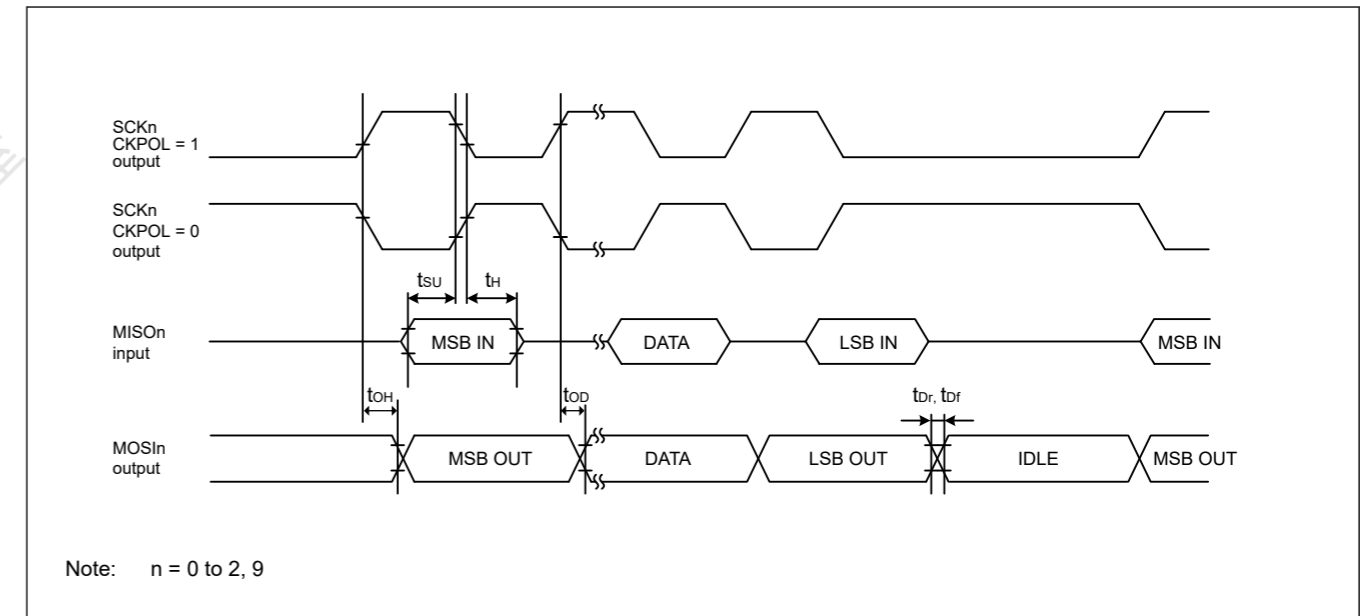 SCKn
CKPOL = 1
output
SCKn
CKPOL = 0
output
tSU
tH
MISOn
input
MSB IN
DATA
LSB IN
MSB IN
tOH
tOD
tDr, tDf
MOSIn
output
MSB OUT
DATA
LSB OUT
IDLE
MSB OUT
Note: n = 0 to 2, 9